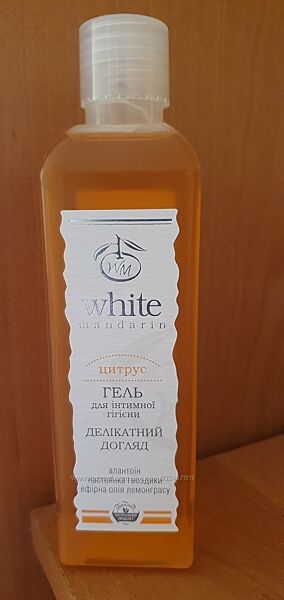 WM
white
mandarin
цитрус
ГЕЛЬ
для інтимної
гігієни
ДЕЛІКАТНИЙ
ДОГЛЯД
алантоїн
настоянка гвоздики
ефірна олія лемонграсу